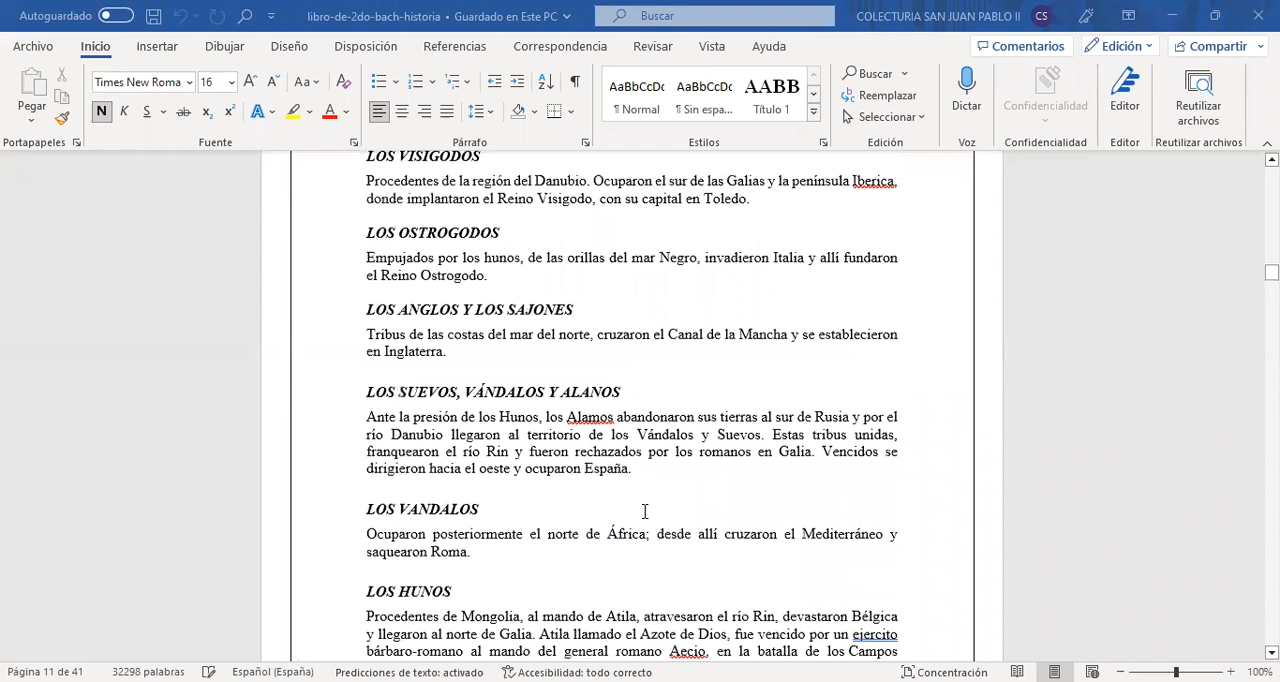 Autoguardado libro-de-2do-bach-historia • Guardado en Este PC Buscar COLECTURIA SAN JUAN PABLO II CS
Archivo Inicio Insertar Dibujar Diseño Disposición Referencias Correspondencia Revisar Vista Ayuda Comentarios Edición Compartir
Times New Roma 16 Aa AaBbCcDc AaBbCcDc AABB Buscar
Pegar N K S ab x₂ x² A A ¶ Normal ¶ Sin espa... Título 1 Reemplazar Dictar Confidencialidad Editor Reutilizar archivos
Seleccionar
Portapapeles Fuente Párrafo Estilos Edición Voz Confidencialidad Editor Reutilizar archivos
LOS VISIGODOS
Procedentes de la región del Danubio. Ocuparon el sur de las Galias y la península Iberica,
donde implantaron el Reino Visigodo, con su capital en Toledo.
LOS OSTROGODOS
Empujados por los hunos, de las orillas del mar Negro, invadieron Italia y allí fundaron
el Reino Ostrogodo.
LOS ANGLOS Y LOS SAJONES
Tribus de las costas del mar del norte, cruzaron el Canal de la Mancha y se establecieron
en Inglaterra.
LOS SUEVOS, VÁNDALOS Y ALANOS
Ante la presión de los Hunos, los Alamos abandonaron sus tierras al sur de Rusia y por el
río Danubio llegaron al territorio de los Vándalos y Suevos. Estas tribus unidas,
franquearon el río Rin y fueron rechazados por los romanos en Galia. Vencidos se
dirigieron hacia el oeste y ocuparon España.
LOS VANDALOS
Ocuparon posteriormente el norte de África; desde allí cruzaron el Mediterráneo y
saquearon Roma.
LOS HUNOS
Procedentes de Mongolia, al mando de Atila, atravesaron el río Rin, devastaron Bélgica
y llegaron al norte de Galia. Atila llamado el Azote de Dios, fue vencido por un ejercito
bárbaro-romano al mando del general romano Aecio, en la batalla de los Campos
Página 11 de 41 32298 palabras Español (España) Predicciones de texto: activado Accesibilidad: todo correcto Concentración 100%